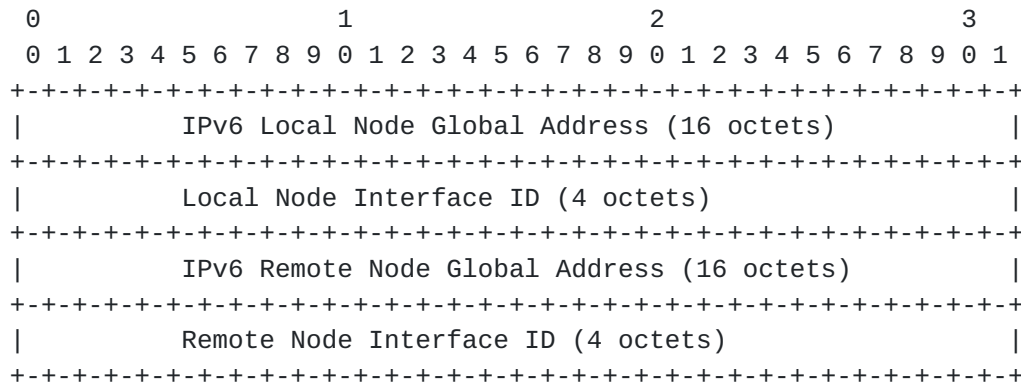 0                   1                   2                   3
 0 1 2 3 4 5 6 7 8 9 0 1 2 3 4 5 6 7 8 9 0 1 2 3 4 5 6 7 8 9 0 1
+-+-+-+-+-+-+-+-+-+-+-+-+-+-+-+-+-+-+-+-+-+-+-+-+-+-+-+-+-+-+-+-+
|          IPv6 Local Node Global Address (16 octets)           |
+-+-+-+-+-+-+-+-+-+-+-+-+-+-+-+-+-+-+-+-+-+-+-+-+-+-+-+-+-+-+-+-+
|          Local Node Interface ID (4 octets)                   |
+-+-+-+-+-+-+-+-+-+-+-+-+-+-+-+-+-+-+-+-+-+-+-+-+-+-+-+-+-+-+-+-+
|          IPv6 Remote Node Global Address (16 octets)          |
+-+-+-+-+-+-+-+-+-+-+-+-+-+-+-+-+-+-+-+-+-+-+-+-+-+-+-+-+-+-+-+-+
|          Remote Node Interface ID (4 octets)                  |
+-+-+-+-+-+-+-+-+-+-+-+-+-+-+-+-+-+-+-+-+-+-+-+-+-+-+-+-+-+-+-+-+